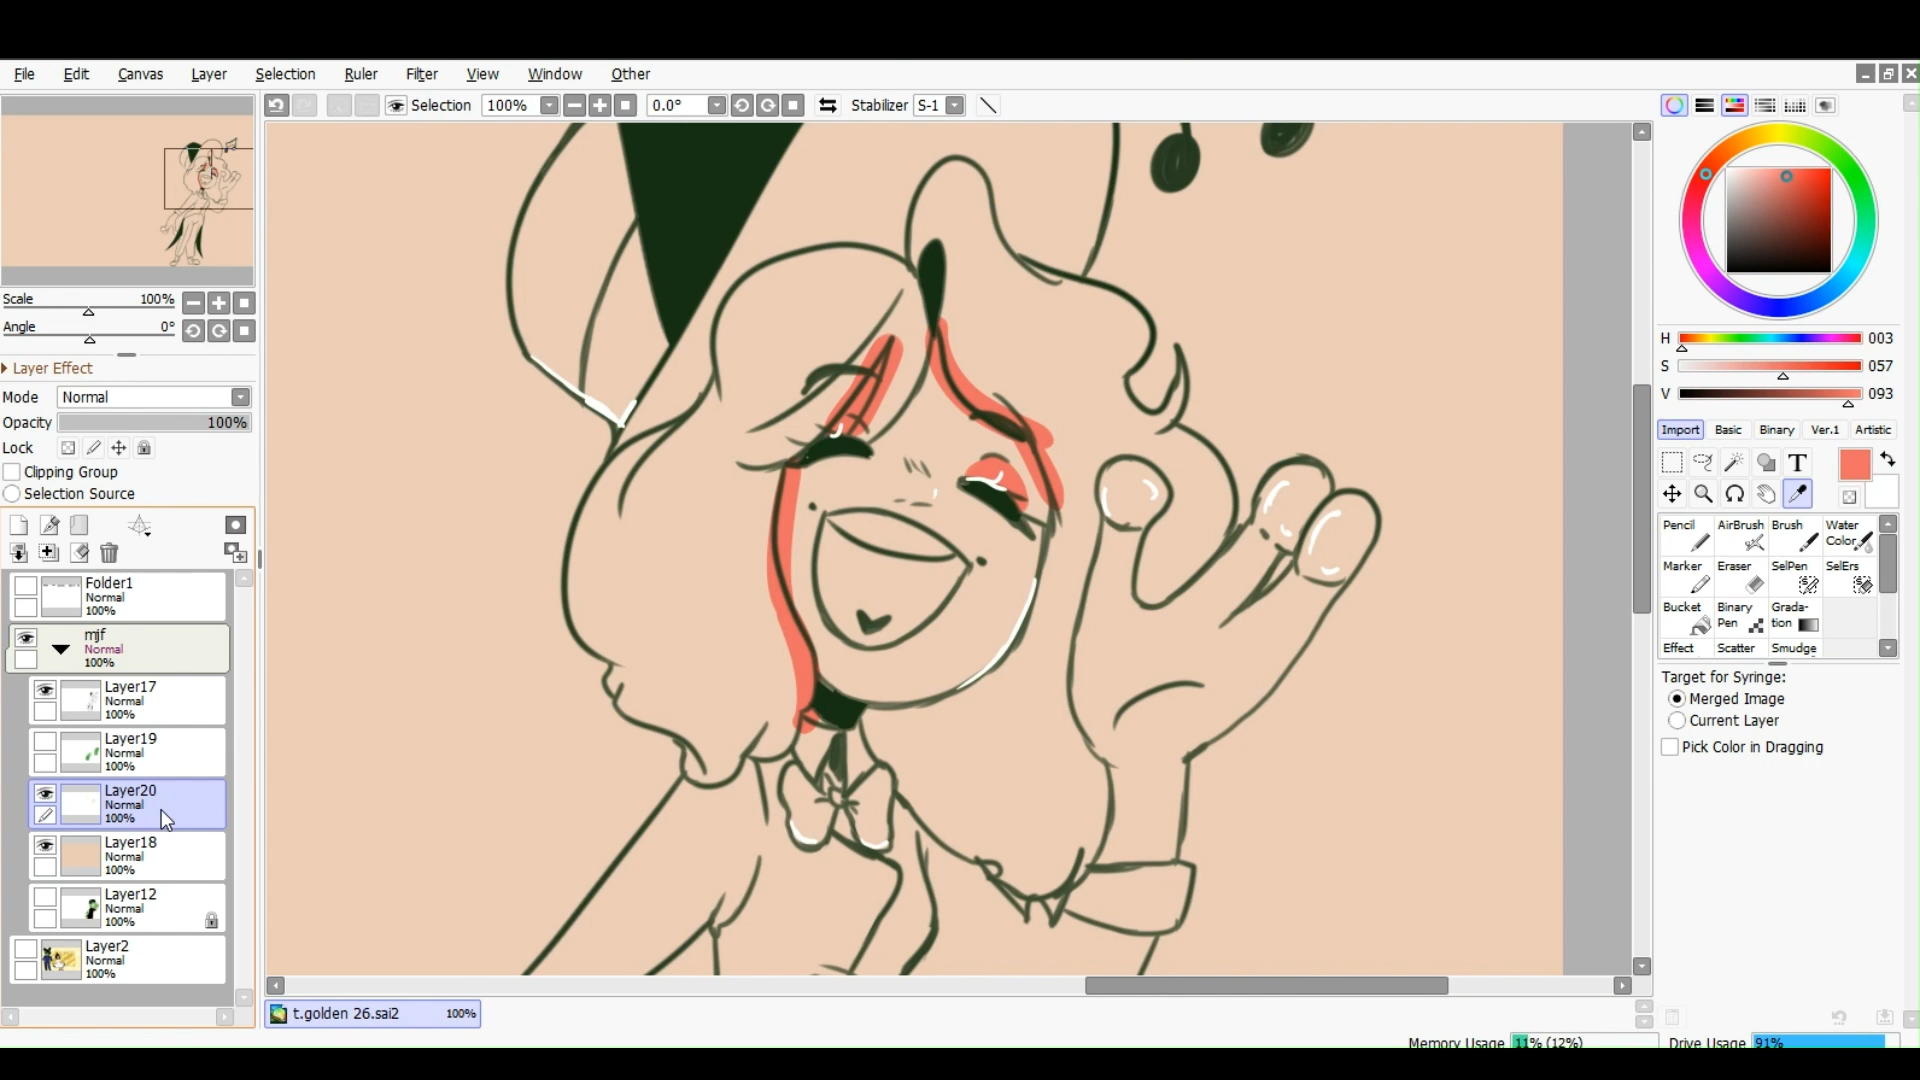 File Edit Canvas Layer Selection Ruler Filter View Window Other
Selection 100% 0.0° Stabilizer S-1
Scale 100%
Angle 0°
Layer Effect
Mode Normal
Opacity 100%
Lock
Clipping Group
Selection Source
Folder1
Normal
100%
mjf
Normal
100%
Layer17
Normal
100%
Layer19
Normal
100%
Layer20
Normal
100%
Layer18
Normal
100%
Layer12
Normal
100%
Layer2
Normal
100%
t.golden 26.sai2 100%
H 003
S 057
V 093
Import Basic Binary Ver.1 Artistic
T
Pencil AirBrush Brush Water
Color
Marker Eraser SelPen SelErs
Bucket Binary Grada-
Pen tion
Effect Scatter Smudge
Target for Syringe:
Merged Image
Current Layer
Pick Color in Dragging
Memory Usage 11% (12%) Drive Usage 91%